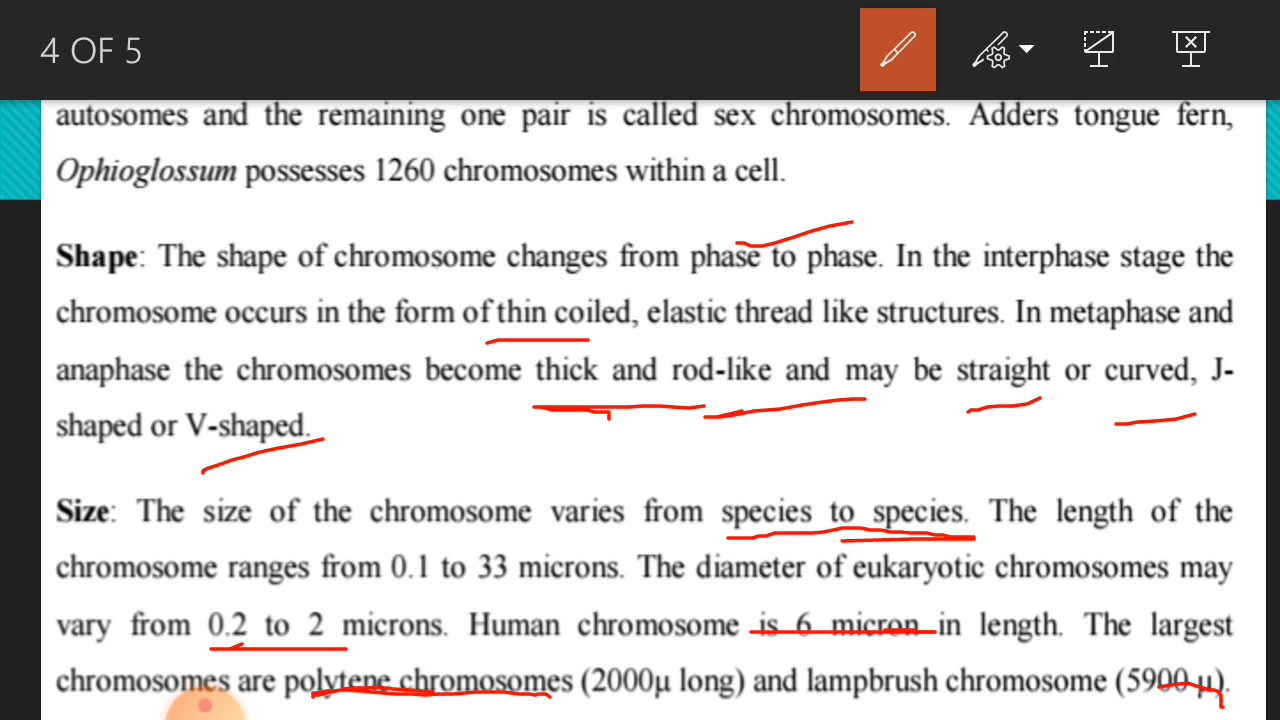 4 OF 5
autosomes and the remaining one pair is called sex chromosomes. Adders tongue fern,
Ophioglossum possesses 1260 chromosomes within a cell.
Shape: The shape of chromosome changes from phase to phase. In the interphase stage the
chromosome occurs in the form of thin coiled, elastic thread like structures. In metaphase and
anaphase the chromosomes become thick and rod-like and may be straight or curved, J-
shaped or V-shaped.
Size: The size of the chromosome varies from species to species. The length of the
chromosome ranges from 0.1 to 33 microns. The diameter of eukaryotic chromosomes may
vary from 0.2 to 2 microns. Human chromosome is 6 micron in length. The largest
chromosomes are polytene chromosomes (2000μ long) and lampbrush chromosome (5900 μ).